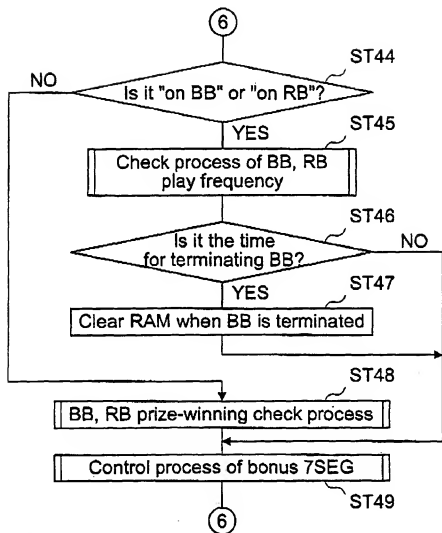 6
ST44
NO
Is it "on BB" or "on RB"?
YES
ST45
Check process of BB, RB
play frequency
ST46
Is it the time
for terminating BB?
NO
YES
ST47
Clear RAM when BB is terminated
ST48
BB, RB prize-winning check process
Control process of bonus 7SEG
ST49
6